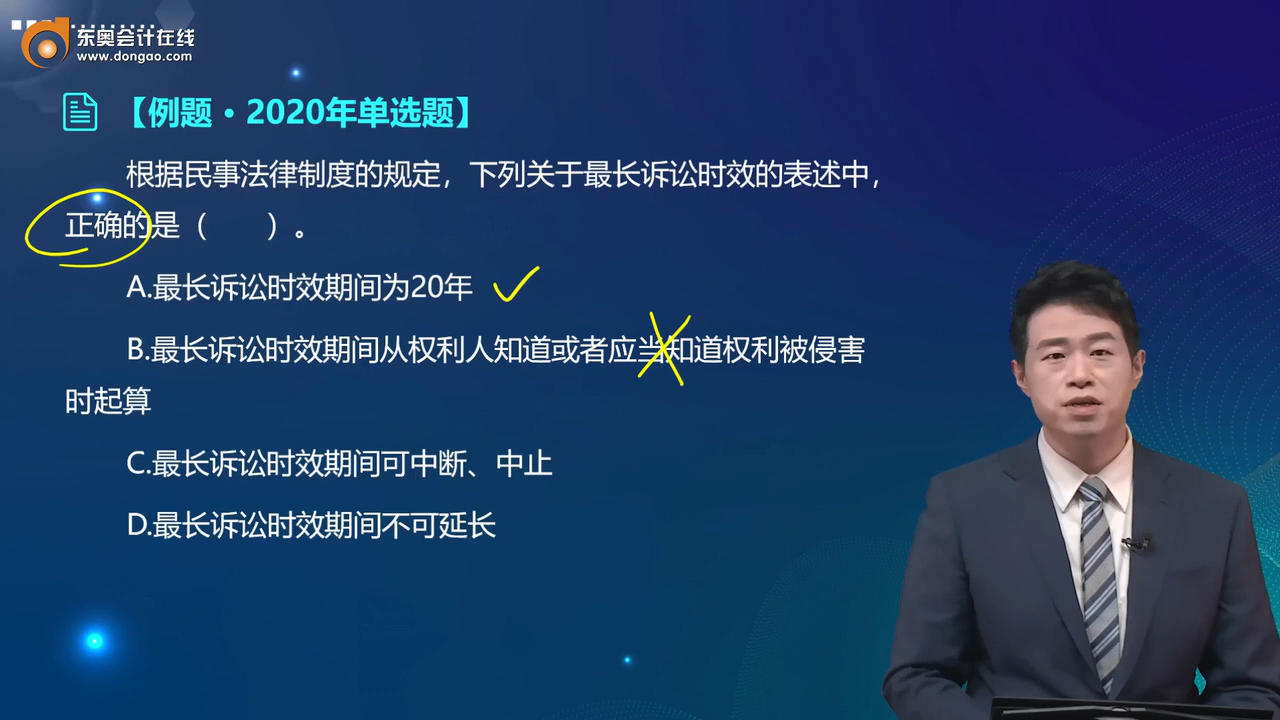 东奥会计在线
www.dongao.com
【例题·2020年单选题】
根据民事法律制度的规定，下列关于最长诉讼时效的表述中，
正确的是（　　）。
A.最长诉讼时效期间为20年
B.最长诉讼时效期间从权利人知道或者应当知道权利被侵害
时起算
C.最长诉讼时效期间可中断、中止
D.最长诉讼时效期间不可延长